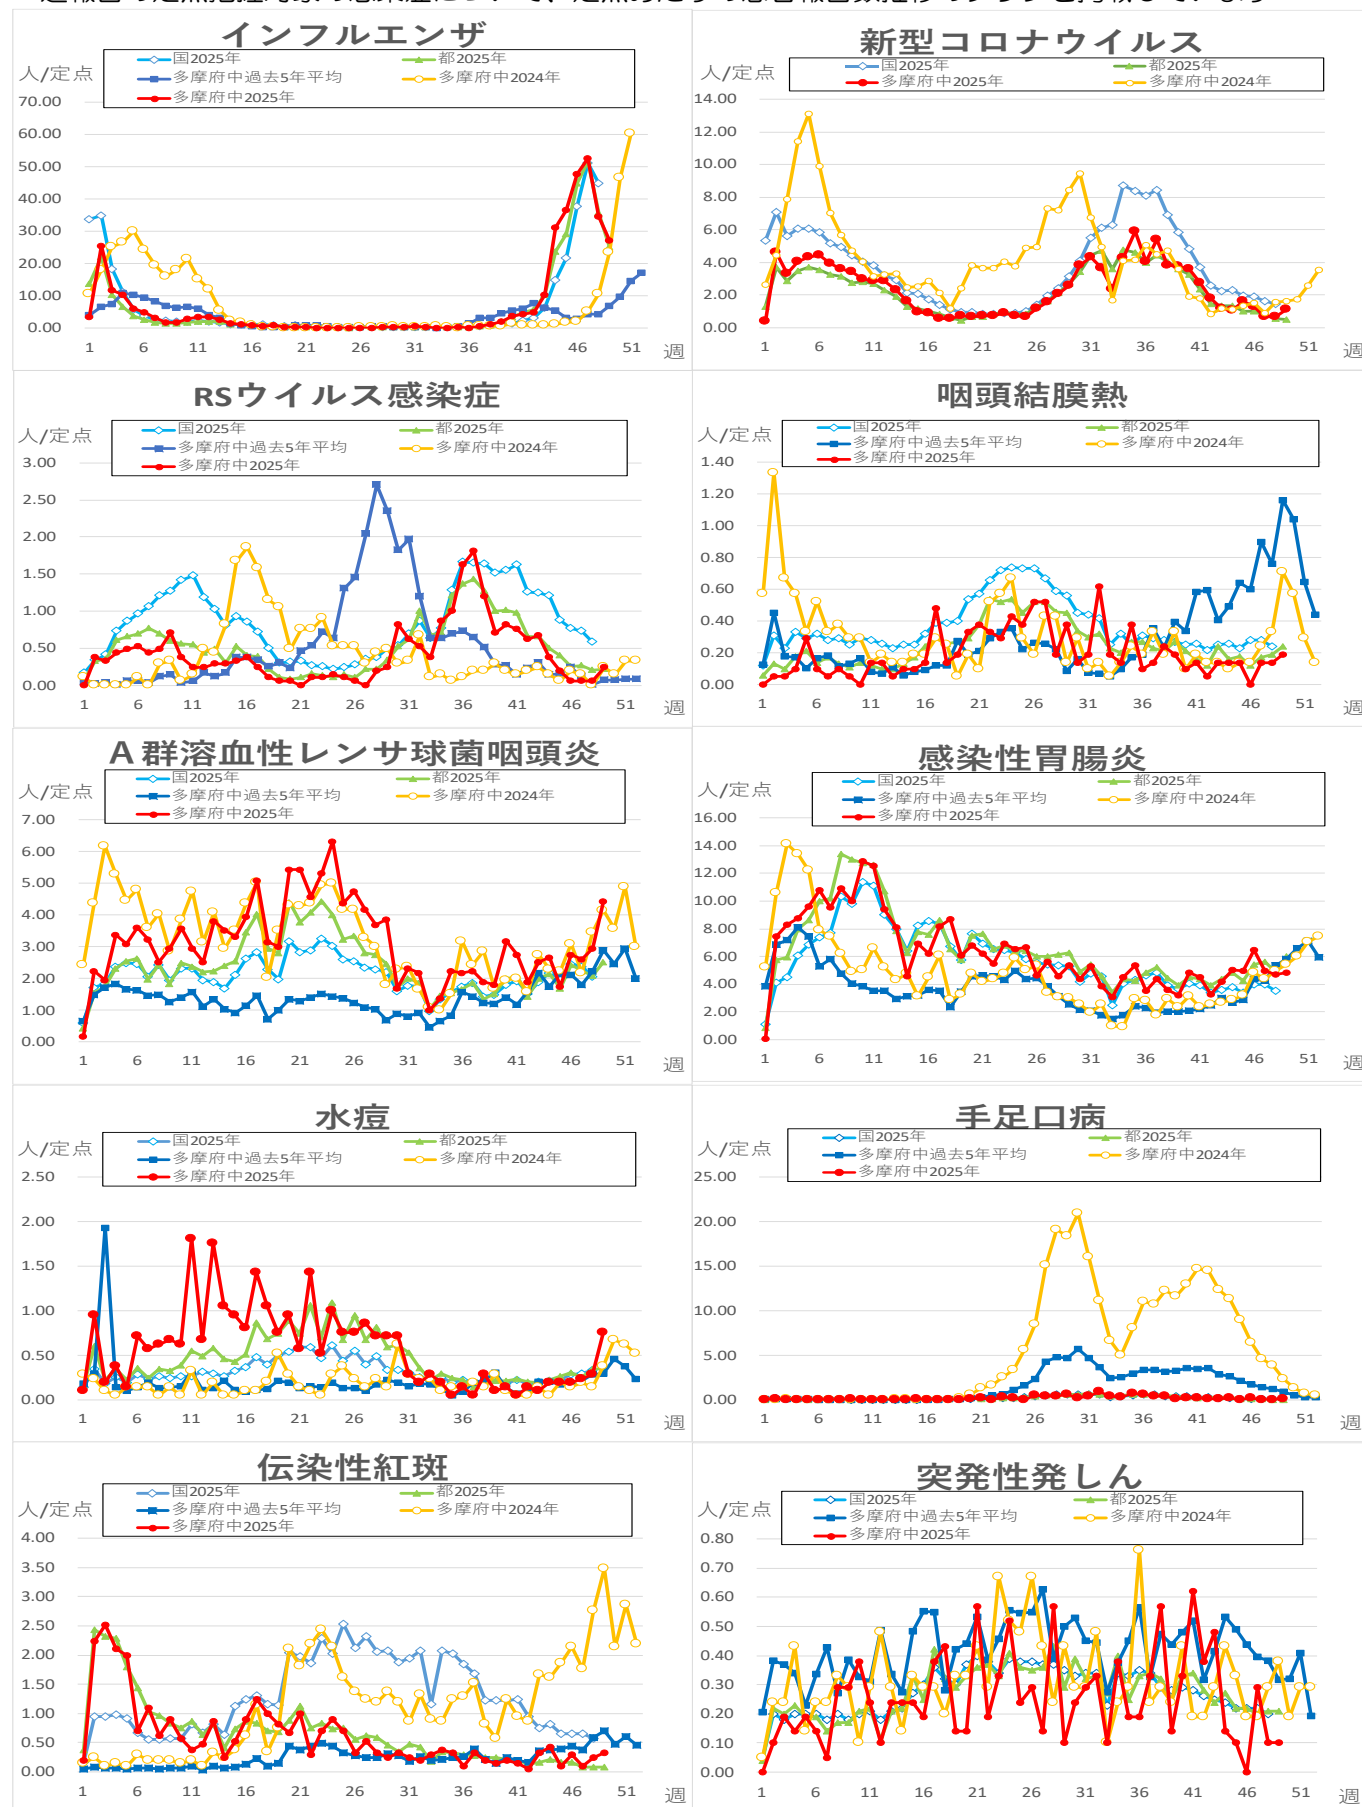 インフルエンザ
人/定点
国2025年
都2025年
多摩府中過去5年平均
多摩府中2024年
多摩府中2025年
70.00
60.00
50.00
40.00
30.00
20.00
10.00
0.00
1 6 11 16 21 26 31 36 41 46 51 週
新型コロナウイルス
人/定点
国2025年
都2025年
多摩府中2025年
多摩府中2024年
14.00
12.00
10.00
8.00
6.00
4.00
2.00
0.00
1 6 11 16 21 26 31 36 41 46 51 週
RSウイルス感染症
人/定点
国2025年
都2025年
多摩府中過去5年平均
多摩府中2024年
多摩府中2025年
3.00
2.50
2.00
1.50
1.00
0.50
0.00
1 6 11 16 21 26 31 36 41 46 51 週
咽頭結膜熱
人/定点
国2025年
都2025年
多摩府中過去5年平均
多摩府中2024年
多摩府中2025年
1.40
1.20
1.00
0.80
0.60
0.40
0.20
0.00
1 6 11 16 21 26 31 36 41 46 51 週
Ａ群溶血性レンサ球菌咽頭炎
人/定点
国2025年
都2025年
多摩府中過去5年平均
多摩府中2024年
多摩府中2025年
7.00
6.00
5.00
4.00
3.00
2.00
1.00
0.00
1 6 11 16 21 26 31 36 41 46 51 週
感染性胃腸炎
人/定点
国2025年
都2025年
多摩府中過去5年平均
多摩府中2024年
多摩府中2025年
16.00
14.00
12.00
10.00
8.00
6.00
4.00
2.00
0.00
1 6 11 16 21 26 31 36 41 46 51 週
水痘
人/定点
国2025年
都2025年
多摩府中過去5年平均
多摩府中2024年
多摩府中2025年
2.50
2.00
1.50
1.00
0.50
0.00
1 6 11 16 21 26 31 36 41 46 51 週
手足口病
人/定点
国2025年
都2025年
多摩府中過去5年平均
多摩府中2024年
多摩府中2025年
25.00
20.00
15.00
10.00
5.00
0.00
1 6 11 16 21 26 31 36 41 46 51 週
伝染性紅斑
人/定点
国2025年
都2025年
多摩府中過去5年平均
多摩府中2024年
多摩府中2025年
4.00
3.50
3.00
2.50
2.00
1.50
1.00
0.50
0.00
1 6 11 16 21 26 31 36 41 46 51 週
突発性発しん
人/定点
国2025年
都2025年
多摩府中過去5年平均
多摩府中2024年
多摩府中2025年
0.80
0.70
0.60
0.50
0.40
0.30
0.20
0.10
0.00
1 6 11 16 21 26 31 36 41 46 51 週